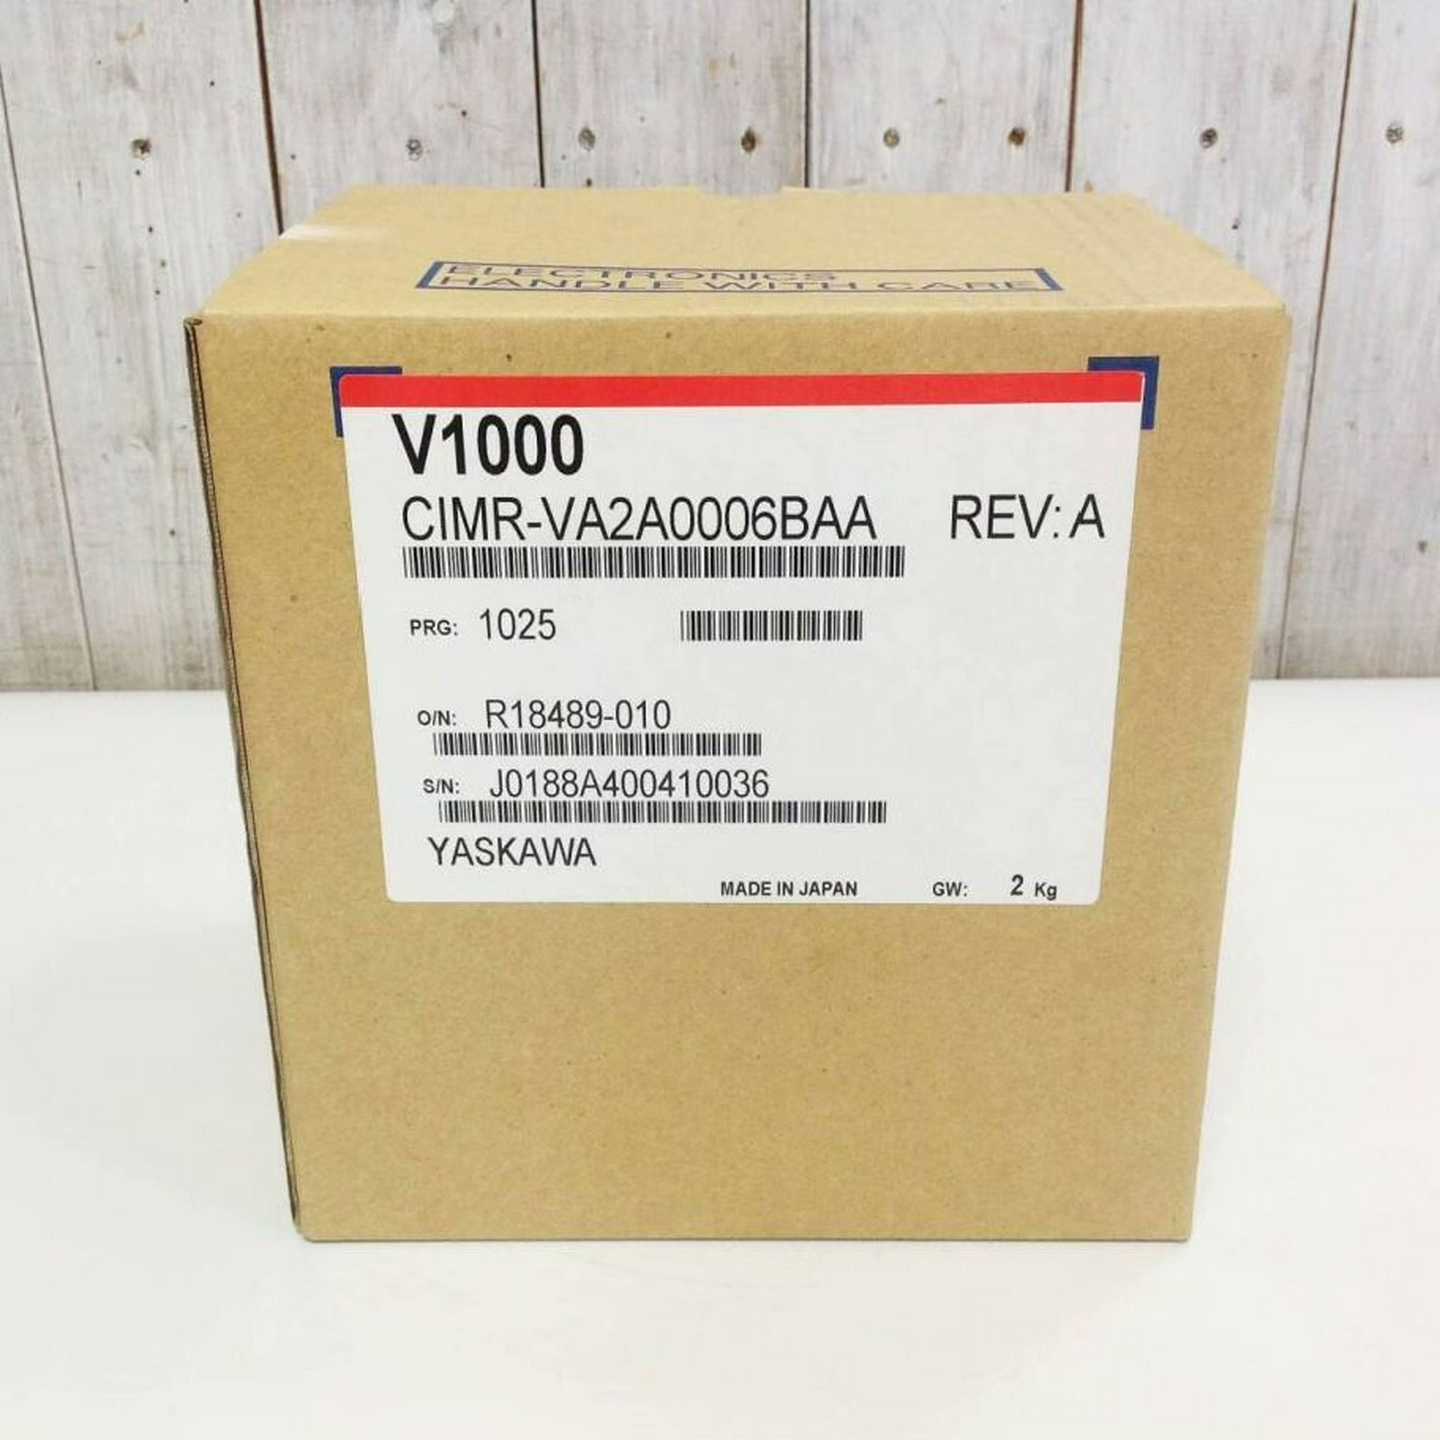 ELECTRONICS
HANDLE WITH CARE
V1000
CIMR-VA2A0006BAA REV: A
PRG: 1025
O/N: R18489-010
S/N: J0188A400410036
YASKAWA
MADE IN JAPAN GW: 2 Kg